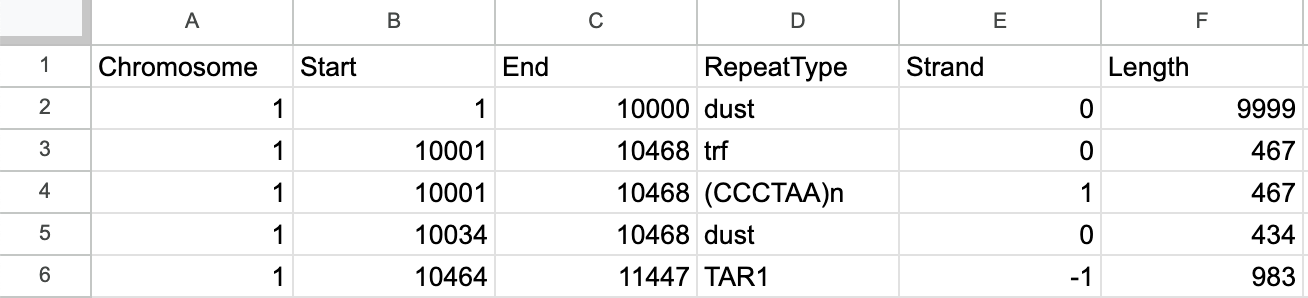 A B C D E F
1 Chromosome Start End RepeatType Strand Length
2 1 1 10000 dust 0 9999
3 1 10001 10468 trf 0 467
4 1 10001 10468 (CCCTAA)n 1 467
5 1 10034 10468 dust 0 434
6 1 10464 11447 TAR1 -1 983